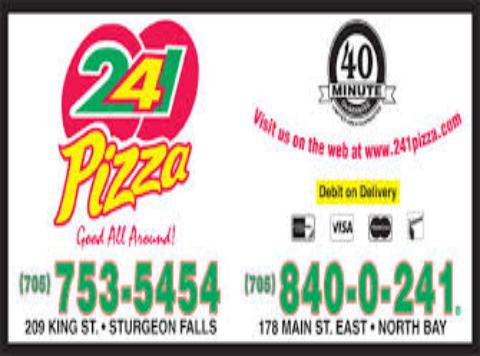 241
Pizza
Good All Around!
40
MINUTE
Visit us on the web at www.241pizza.com
Debit on Delivery
VISA
(705) 753-5454
209 KING ST. • STURGEON FALLS
(705) 840-0-241
178 MAIN ST. EAST • NORTH BAY